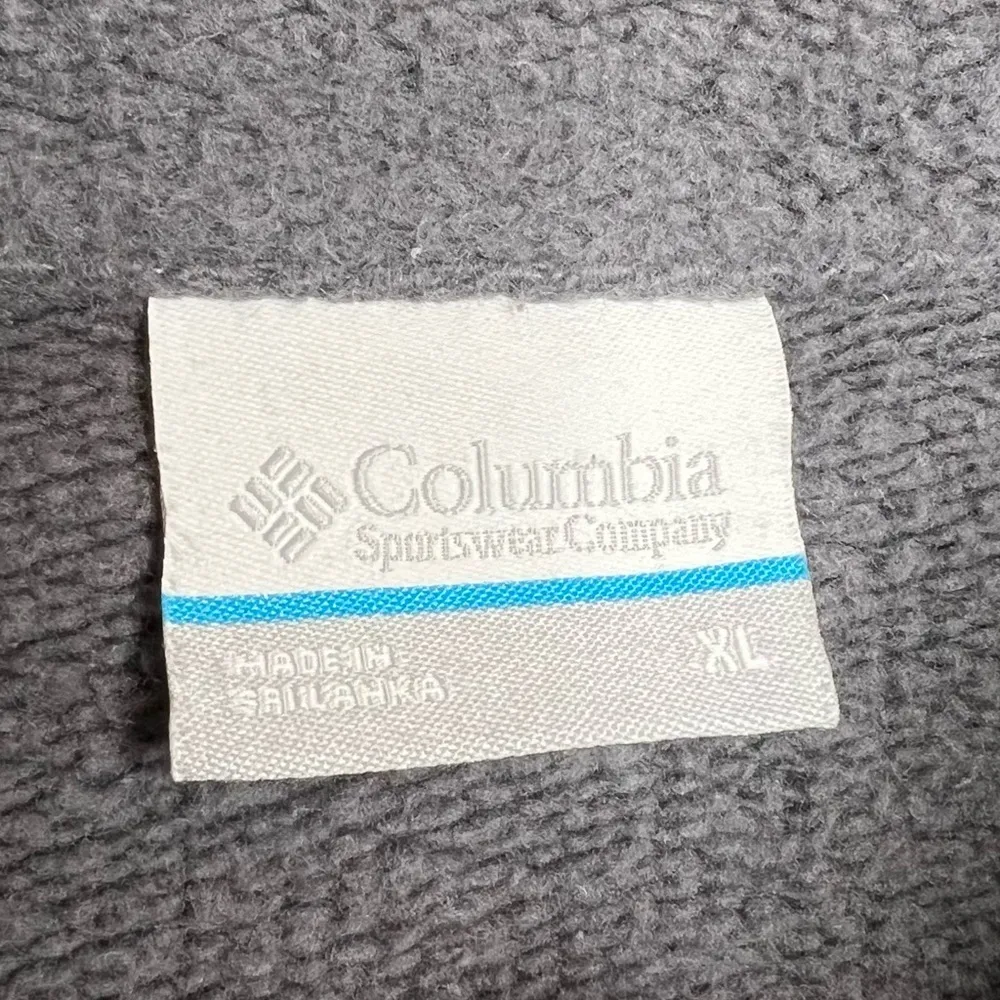 Columbia
Sportswear Company
MADE IN
SRI LANKA
XL